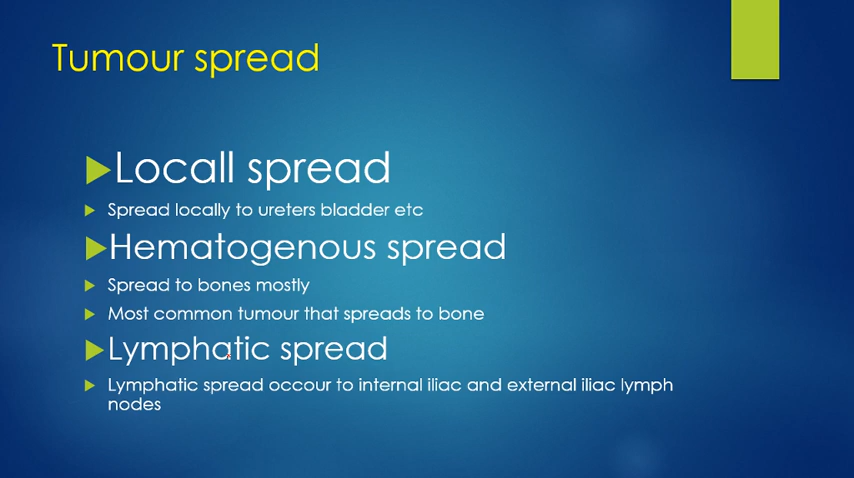 Tumour spread
Locall spread
Spread locally to ureters bladder etc
Hematogenous spread
Spread to bones mostly
Most common tumour that spreads to bone
Lymphatic spread
Lymphatic spread occour to internal iliac and external iliac lymph
nodes